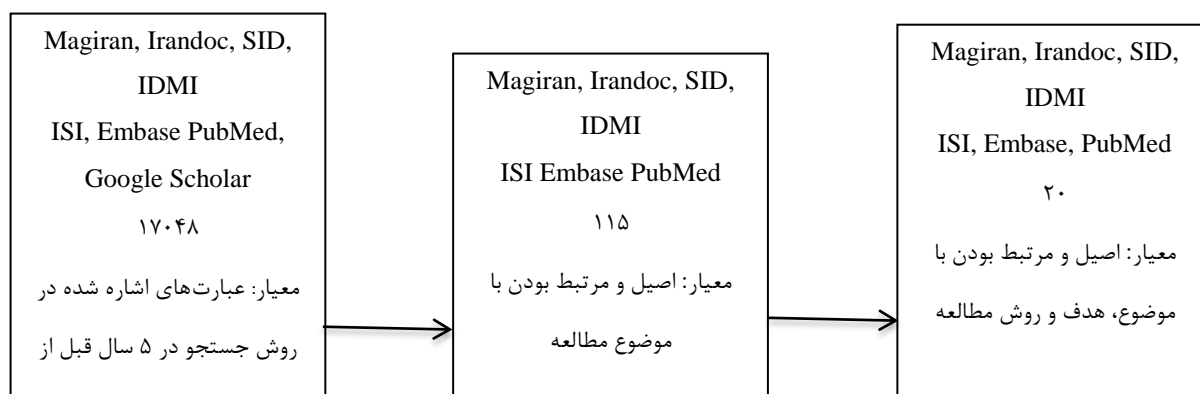 Magiran, Irandoc, SID,
IDMI
ISI, Embase PubMed,
Google Scholar
۱۷۰۴۸
معیار: عبارت‌های اشاره شده در
روش جستجو در ۵ سال قبل از
Magiran, Irandoc, SID,
IDMI
ISI Embase PubMed
۱۱۵
معیار: اصیل و مرتبط بودن با
موضوع مطالعه
Magiran, Irandoc, SID,
IDMI
ISI, Embase, PubMed
۲۰
معیار: اصیل و مرتبط بودن با
موضوع، هدف و روش مطالعه